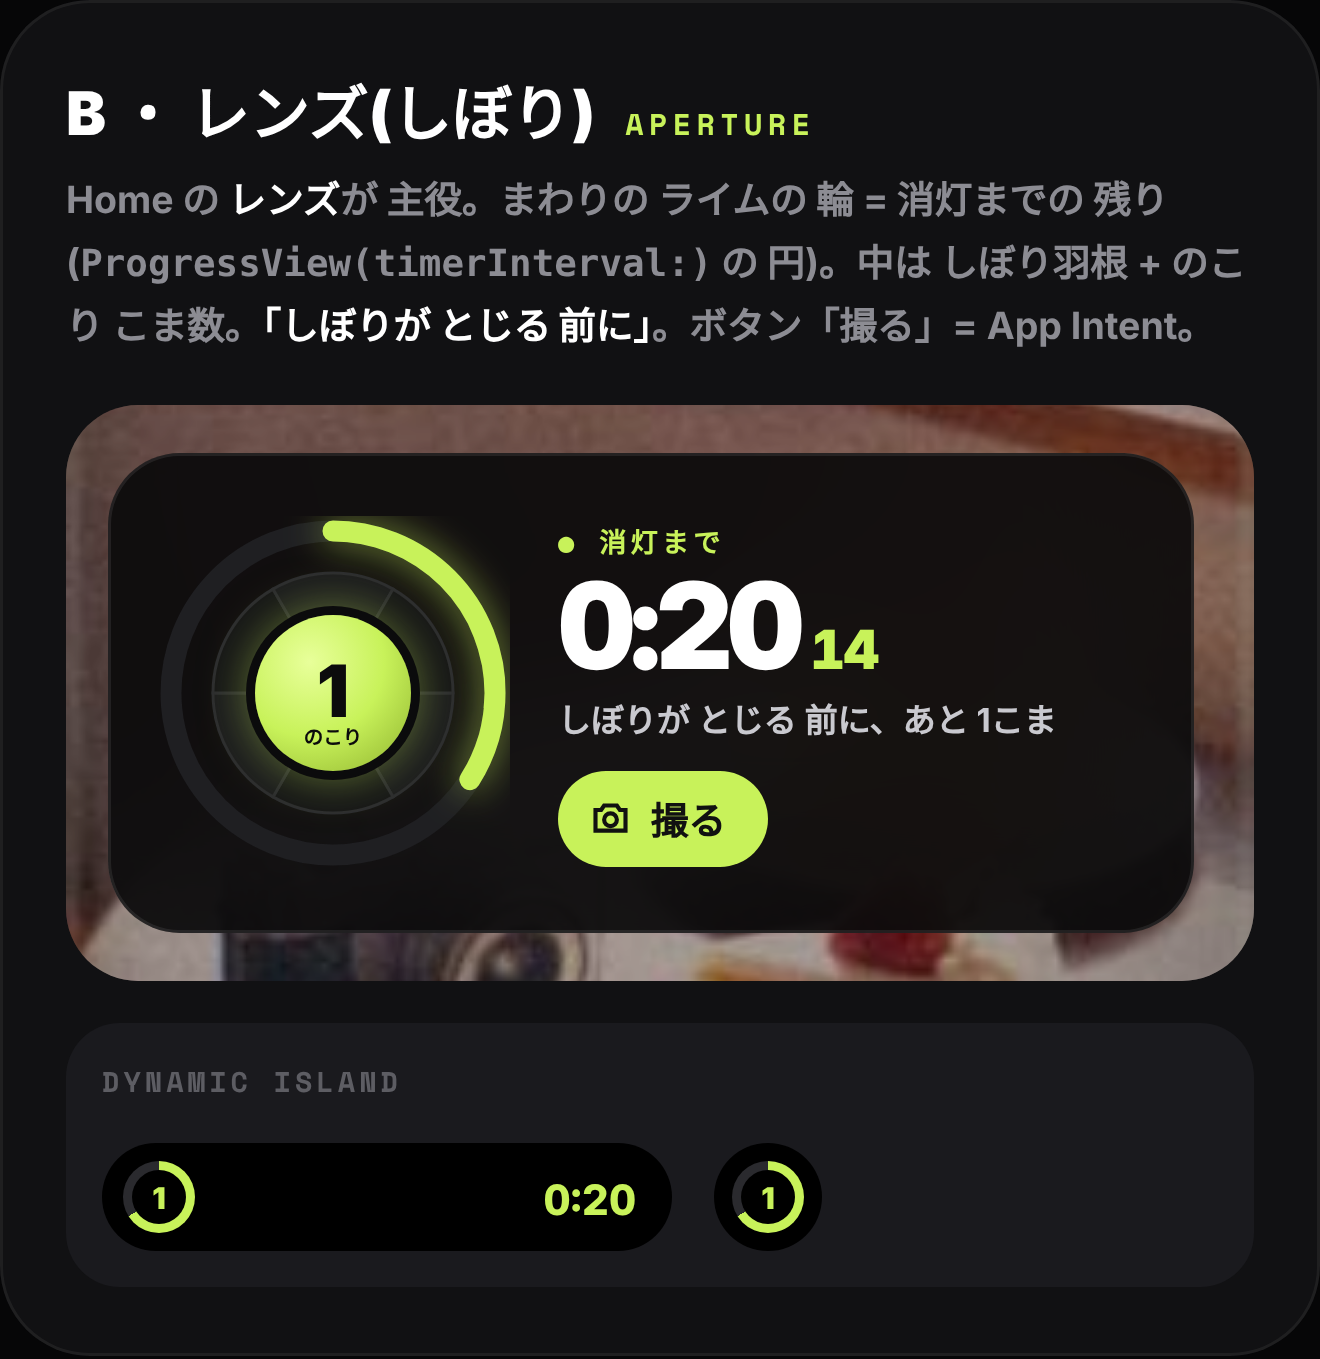 B・レンズ(しぼり) APERTURE
Home の レンズが 主役。まわりの ライムの 輪 = 消灯までの 残り
(ProgressView(timerInterval:) の 円)。中は しぼり羽根 + のこ
り こま数。「しぼりが とじる 前に」。ボタン「撮る」= App Intent。
1
のこり
消灯まで
0:20 14
しぼりが とじる 前に、あと 1こま
撮る
DYNAMIC ISLAND
1 0:20 1